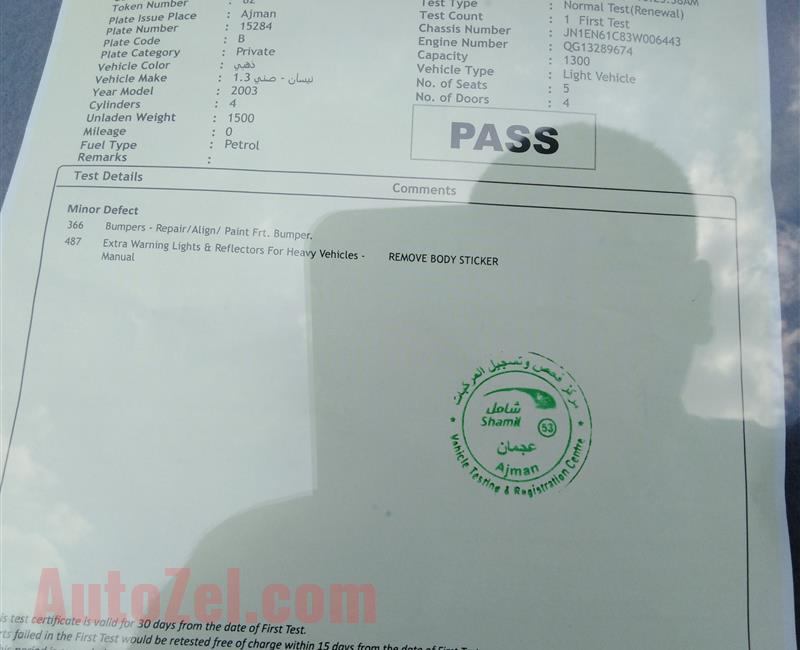 Token Number : 82
Plate Issue Place : Ajman
Plate Number : 15284
Plate Code : B
Plate Category : Private
Vehicle Color : ذهبي
Vehicle Make : نيسان - صني 1.3
Year Model : 2003
Cylinders : 4
Unladen Weight : 1500
Mileage : 0
Fuel Type : Petrol
Remarks :
Test Type : Normal Test(Renewal)
Test Count : 1 First Test
Chassis Number : JN1EN61C83W006443
Engine Number : QG13289674
Capacity : 1300
Vehicle Type : Light Vehicle
No. of Seats : 5
No. of Doors : 4
PASS
Test Details
Comments
Minor Defect
366 Bumpers - Repair/Align/ Paint Frt. Bumper.
487 Extra Warning Lights & Reflectors For Heavy Vehicles - REMOVE BODY STICKER
Manual
مركز فحص وتسجيل المركبات
شامل
Shamil
53
عجمان
Ajman
Vehicle Testing & Registration Centre
AutoZel.com
test certificate is valid for 30 days from the date of First Test.
failed in the First Test would be retested free of charge within 15 days from the date of First